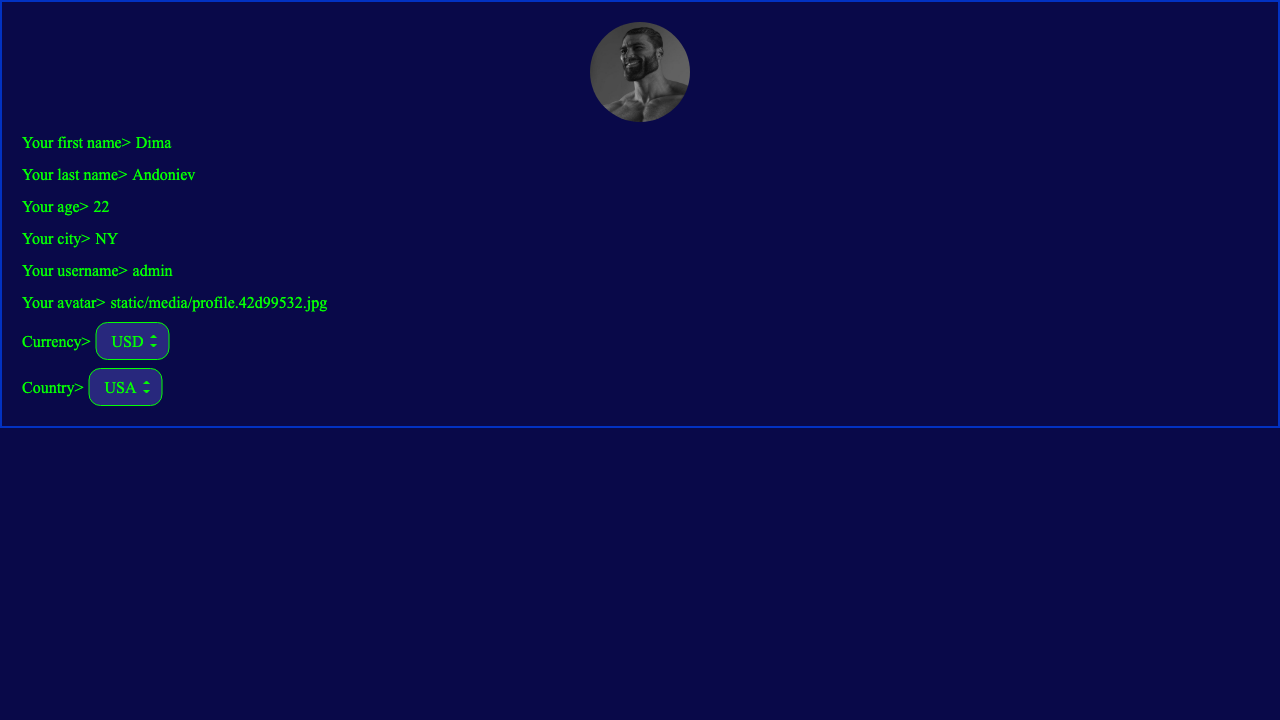 Your first name> Dima
Your last name> Andoniev
Your age> 22
Your city> NY
Your username> admin
Your avatar> static/media/profile.42d99532.jpg
Currency> USD
Country> USA